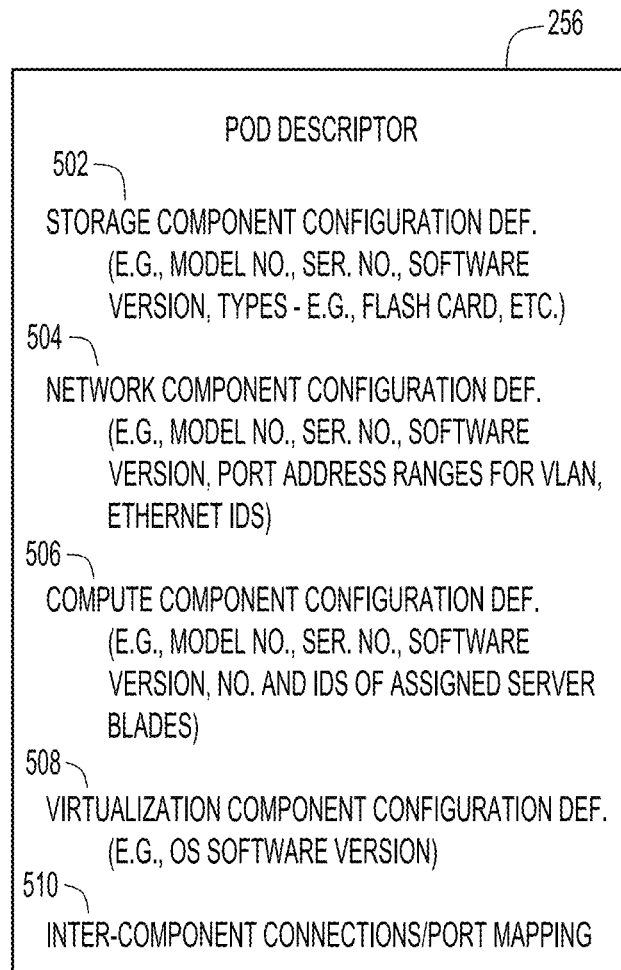 256
POD DESCRIPTOR
502
STORAGE COMPONENT CONFIGURATION DEF.
(E.G., MODEL NO., SER. NO., SOFTWARE
VERSION, TYPES - E.G., FLASH CARD, ETC.)
504
NETWORK COMPONENT CONFIGURATION DEF.
(E.G., MODEL NO., SER. NO., SOFTWARE
VERSION, PORT ADDRESS RANGES FOR VLAN,
ETHERNET IDS)
506
COMPUTE COMPONENT CONFIGURATION DEF.
(E.G., MODEL NO., SER. NO., SOFTWARE
VERSION, NO. AND IDS OF ASSIGNED SERVER
BLADES)
508
VIRTUALIZATION COMPONENT CONFIGURATION DEF.
(E.G., OS SOFTWARE VERSION)
510
INTER-COMPONENT CONNECTIONS/PORT MAPPING